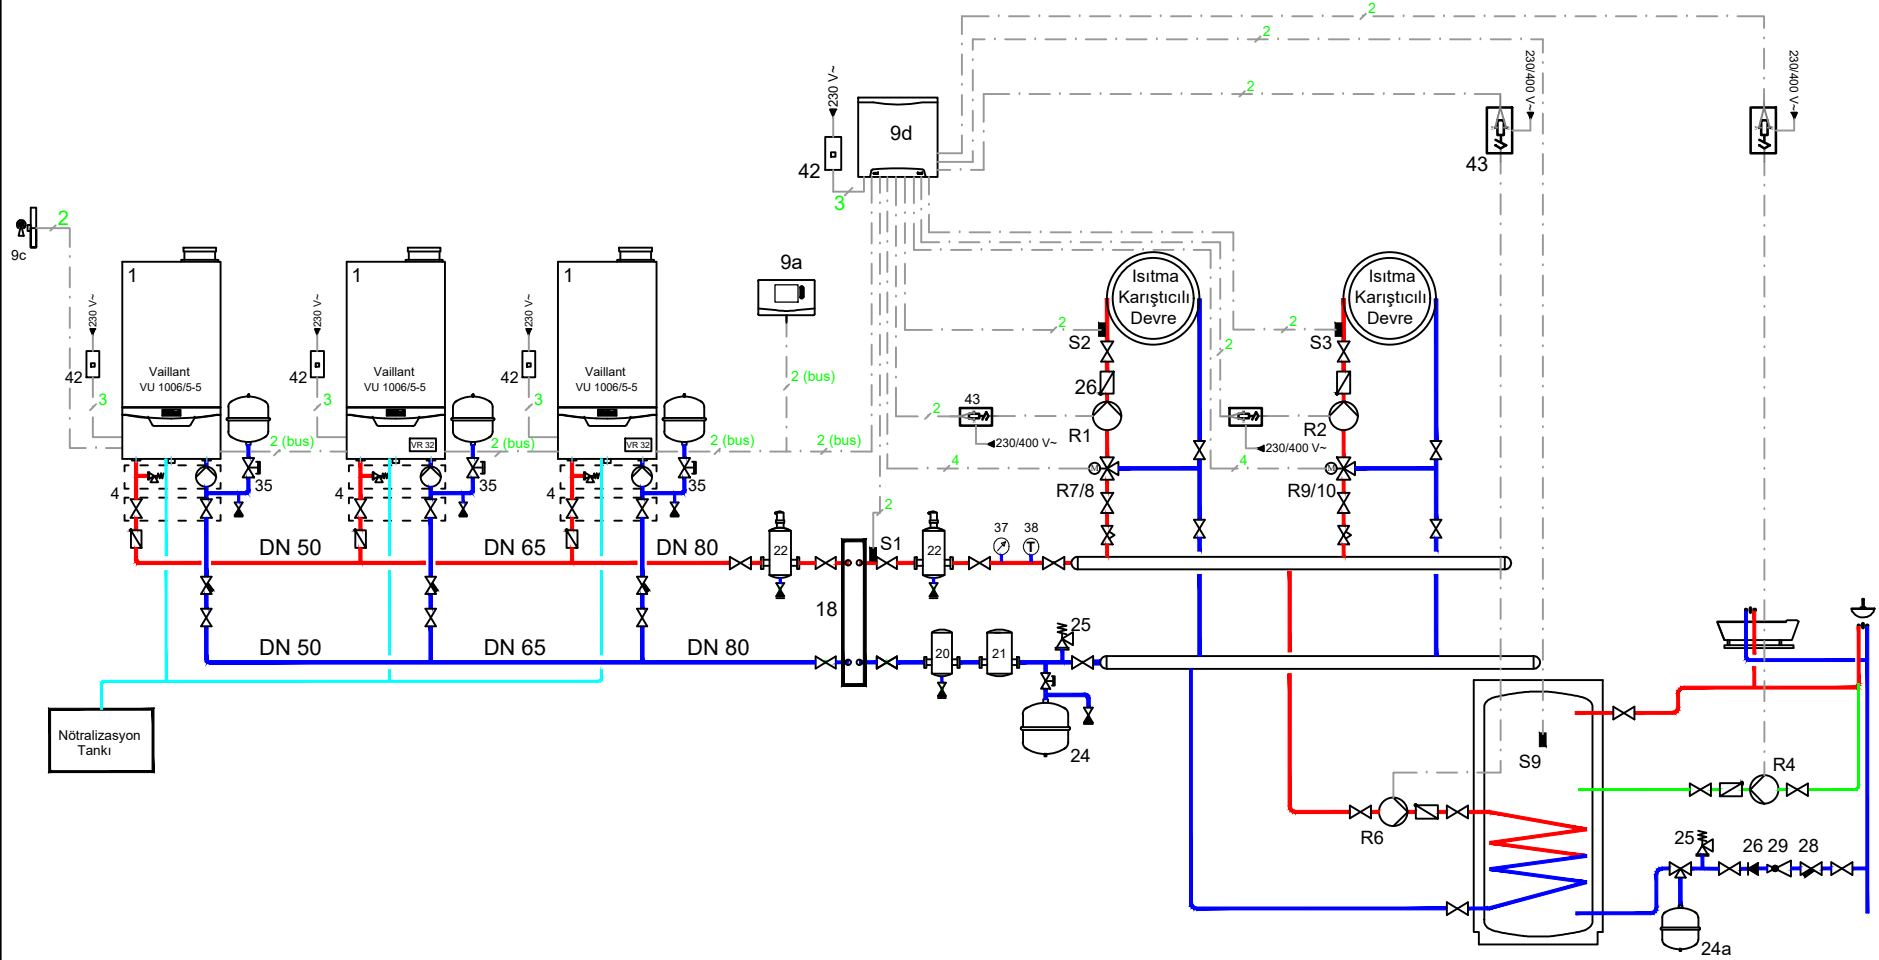 2
2
2
230 V~
9d
42
3
230/400 V~
43
230/400 V~
2
9c
1
Vaillant
VU 1006/5-5
230 V~
42
3
1
Vaillant
VU 1006/5-5
VR 32
230 V~
42
3
1
Vaillant
VU 1006/5-5
VR 32
230 V~
42
3
9a
2 (bus)
2 (bus)
2 (bus)
2 (bus)
2 (bus)
4
35
4
35
4
35
Isıtma
Karıştıcılı
Devre
Isıtma
Karıştıcılı
Devre
2
S2
2
S3
2
26
2
43
230/400 V~
R1
230/400 V~
R2
4
M
R7/8
4
M
R9/10
2
S1
DN 50
DN 65
DN 80
22
22
37
38
T
18
DN 50
DN 65
DN 80
20
21
25
24
Nötralizasyon
Tankı
S9
R4
R6
25
26
29
28
24a